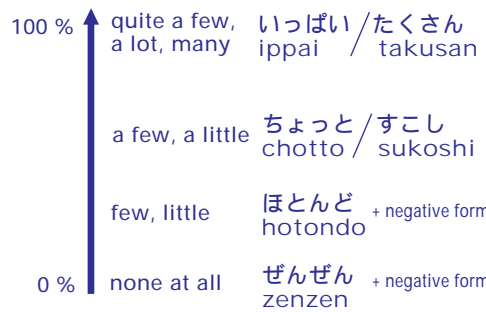 100 % quite a few, いっぱい / たくさん
a lot, many ippai / takusan
a few, a little ちょっと / すこし
chotto / sukoshi
few, little ほとんど + negative form
hotondo
0 % none at all ぜんぜん + negative form
zenzen